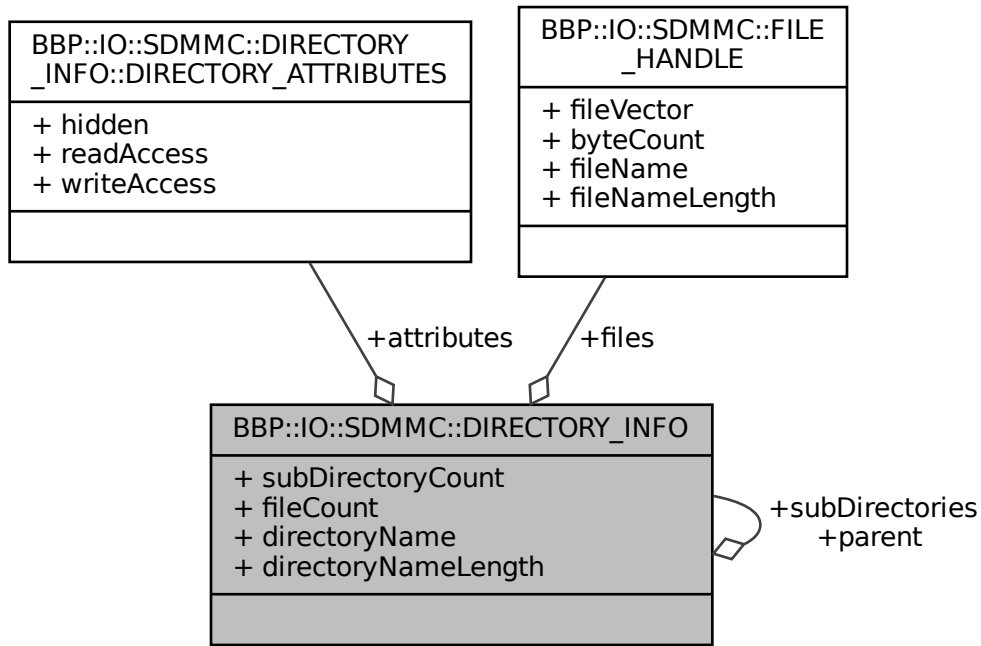 BBP::IO::SDMMC::DIRECTORY
_INFO::DIRECTORY_ATTRIBUTES
+ hidden
+ readAccess
+ writeAccess
BBP::IO::SDMMC::FILE
_HANDLE
+ fileVector
+ byteCount
+ fileName
+ fileNameLength
+attributes
+files
BBP::IO::SDMMC::DIRECTORY_INFO
+ subDirectoryCount
+ fileCount
+ directoryName
+ directoryNameLength
+subDirectories
+parent